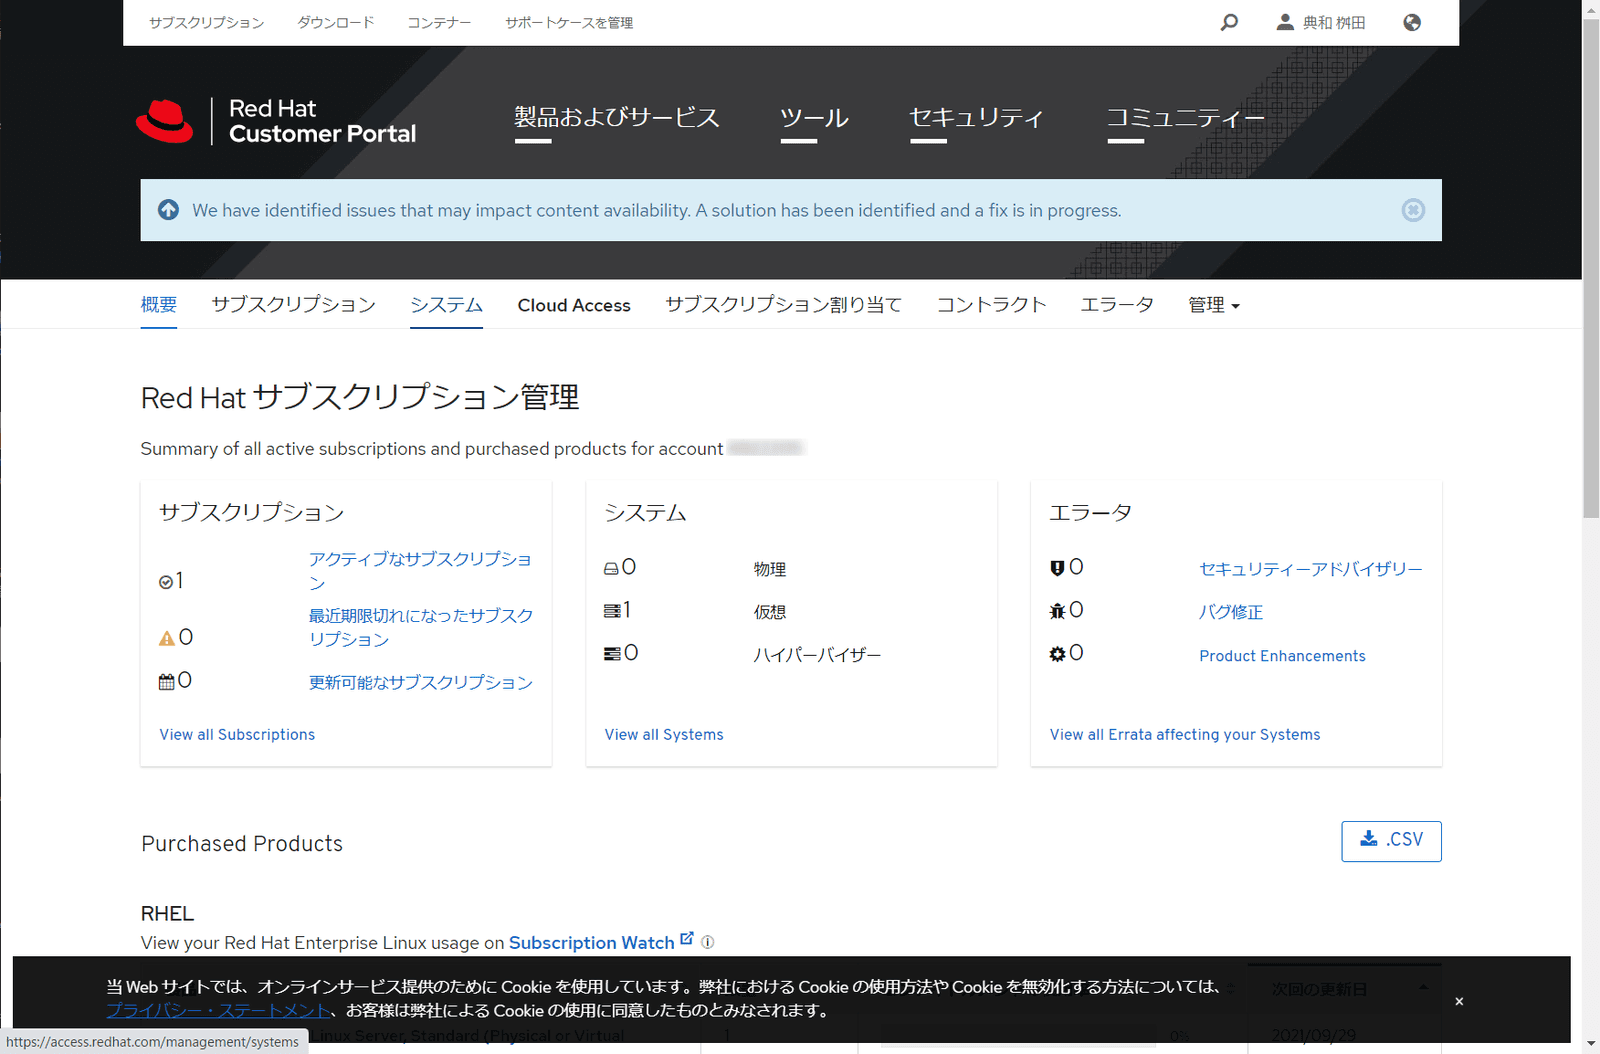 サブスクリプション ダウンロード コンテナー サポートケースを管理 典和 桝田
Red Hat
Customer Portal
製品およびサービス ツール セキュリティ コミュニティー
We have identified issues that may impact content availability. A solution has been identified and a fix is in progress.
概要 サブスクリプション システム Cloud Access サブスクリプション割り当て コントラクト エラータ 管理
Red Hat サブスクリプション管理
Summary of all active subscriptions and purchased products for account
サブスクリプション
1 アクティブなサブスクリプショ
ン
0 最近期限切れになったサブスク
リプション
0 更新可能なサブスクリプション
View all Subscriptions
システム
0 物理
1 仮想
0 ハイパーバイザー
View all Systems
エラータ
0 セキュリティーアドバイザリー
0 バグ修正
0 Product Enhancements
View all Errata affecting your Systems
Purchased Products
.CSV
RHEL
View your Red Hat Enterprise Linux usage on Subscription Watch
当 Web サイトでは、オンラインサービス提供のために Cookie を使用しています。弊社における Cookie の使用方法や Cookie を無効化する方法については、
プライバシー・ステートメント、お客様は弊社による Cookie の使用に同意したものとみなされます。
次回の更新日
https://access.redhat.com/management/systems
Linux Server, Standard (Physical or Virtual 1 0% 2021/09/29